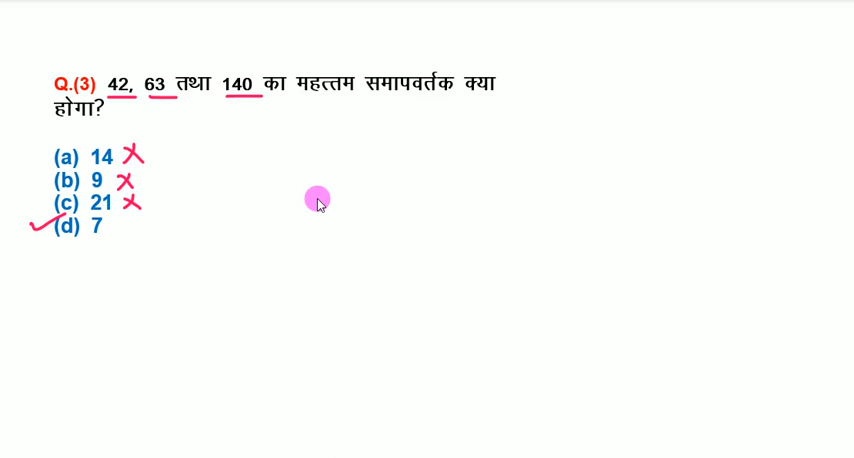 Q.(3) 42, 63 तथा 140 का महत्तम समापवर्तक क्या
होगा?
(a) 14
(b) 9
(c) 21
(d) 7